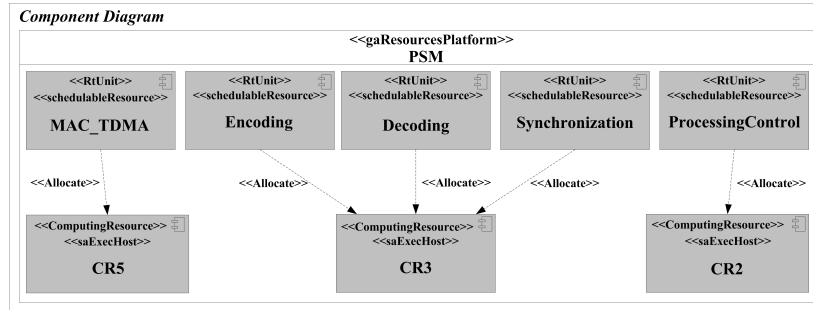 Component Diagram
<<gaResourcesPlatform>>
PSM
<<RtUnit>>
<<schedulableResource>>
MAC_TDMA
<<RtUnit>>
<<schedulableResource>>
Encoding
<<RtUnit>>
<<schedulableResource>>
Decoding
<<RtUnit>>
<<schedulableResource>>
Synchronization
<<RtUnit>>
<<schedulableResource>>
ProcessingControl
<<Allocate>>
<<Allocate>>
<<Allocate>>
<<Allocate>>
<<Allocate>>
<<ComputingResource>>
<<saExecHost>>
CR5
<<ComputingResource>>
<<saExecHost>>
CR3
<<ComputingResource>>
<<saExecHost>>
CR2